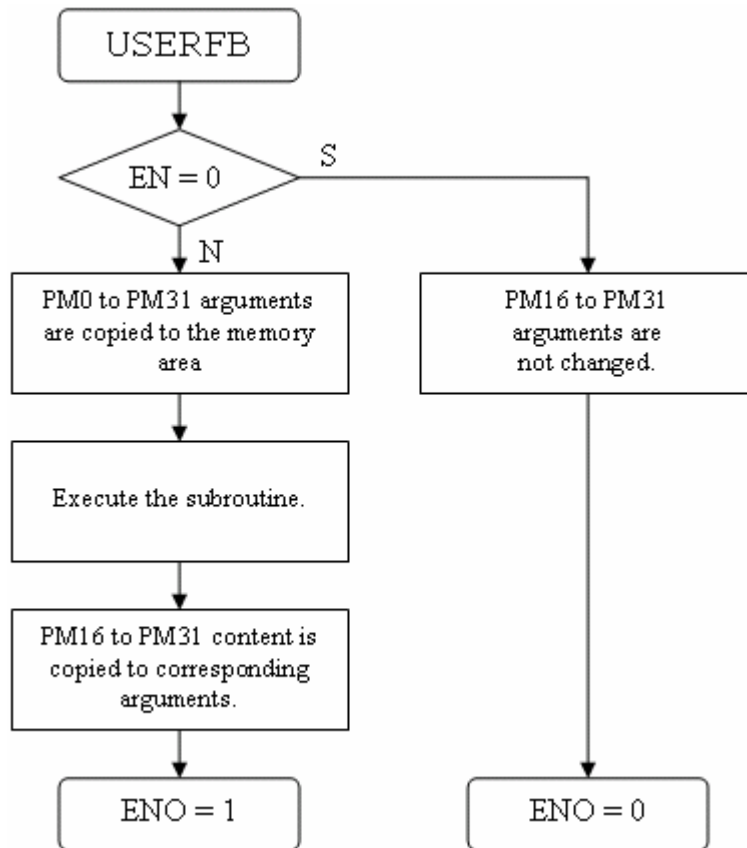 USERFB
EN = 0
S
N
PM0 to PM31 arguments
are copied to the memory
area
PM16 to PM31
arguments are
not changed.
Execute the subroutine.
PM16 to PM31 content is
copied to corresponding
arguments.
ENO = 1
ENO = 0